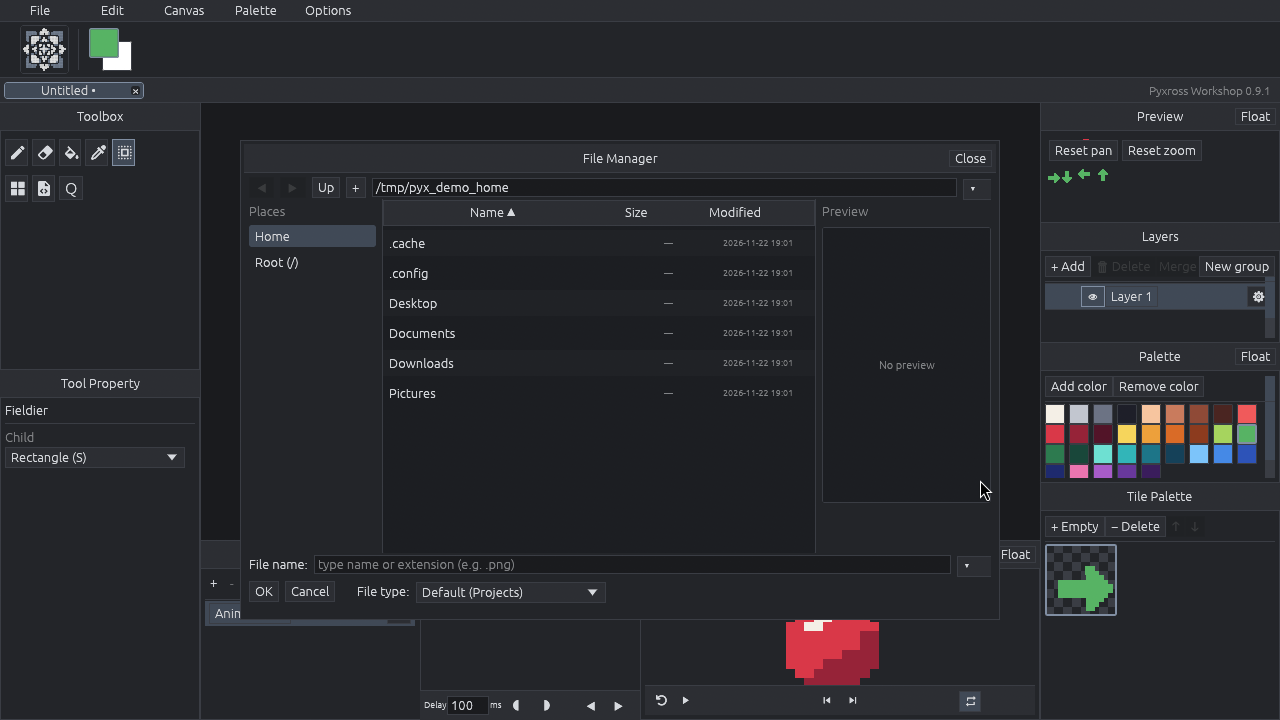 File Edit Canvas Palette Options
Untitled •
Pyxross Workshop 0.9.1
Toolbox
Preview Float
Reset pan Reset zoom
Q
File Manager Close
Up + /tmp/pyx_demo_home
Places
Home
Root (/)
Name Size Modified
.cache — 2026-11-22 19:01
.config — 2026-11-22 19:01
Desktop — 2026-11-22 19:01
Documents — 2026-11-22 19:01
Downloads — 2026-11-22 19:01
Pictures — 2026-11-22 19:01
Preview
No preview
File name: type name or extension (e.g. .png)
OK Cancel File type: Default (Projects)
Layers
+ Add Delete Merge New group
Layer 1
Palette Float
Add color Remove color
Tile Palette
+ Empty – Delete
Tool Property
Fieldier
Child
Rectangle (S)
Float
+ -
Anim
Delay 100 ms